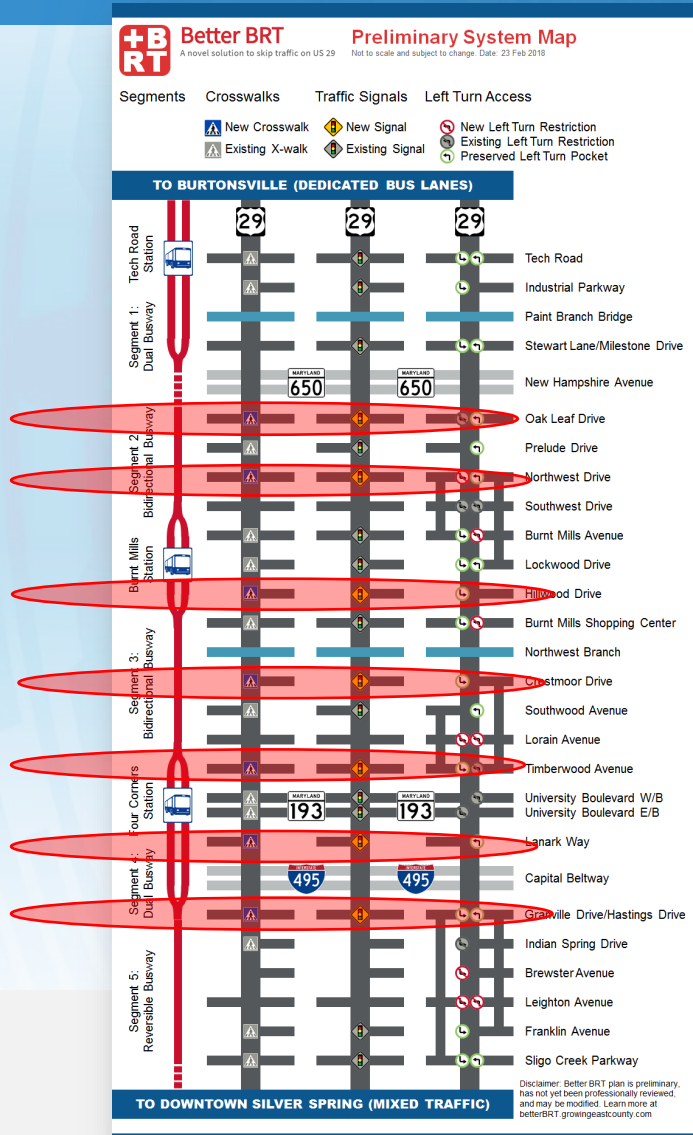 +B
RT
Better BRT
A novel solution to skip traffic on US 29
Preliminary System Map
Not to scale and subject to change. Date: 23 Feb 2018
Segments
Crosswalks
Traffic Signals
Left Turn Access
New Crosswalk
Existing X-walk
New Signal
Existing Signal
New Left Turn Restriction
Existing Left Turn Restriction
Preserved Left Turn Pocket
TO BURTONSVILLE (DEDICATED BUS LANES)
29
29
29
Tech Road
Station
Segment 1:
Dual Busway
Segment 2
Bidirectional Busway
Burnt Mills
Station
Segment 3:
Bidirectional Busway
Four Corners
Station
Segment 4:
Dual Busway
Segment 5:
Reversible Busway
Tech Road
Industrial Parkway
Paint Branch Bridge
Stewart Lane/Milestone Drive
MARYLAND
650
MARYLAND
650
New Hampshire Avenue
Oak Leaf Drive
Prelude Drive
Northwest Drive
Southwest Drive
Burnt Mills Avenue
Lockwood Drive
Hillwood Drive
Burnt Mills Shopping Center
Northwest Branch
Crestmoor Drive
Southwood Avenue
Lorain Avenue
Timberwood Avenue
MARYLAND
193
MARYLAND
193
University Boulevard W/B
University Boulevard E/B
Lanark Way
INTERSTATE
495
INTERSTATE
495
Capital Beltway
Granville Drive/Hastings Drive
Indian Spring Drive
Brewster Avenue
Leighton Avenue
Franklin Avenue
Sligo Creek Parkway
TO DOWNTOWN SILVER SPRING (MIXED TRAFFIC)
Disclaimer: Better BRT plan is preliminary,
has not yet been professionally reviewed,
and may be modified. Learn more at
betterBRT.growingeastcounty.com